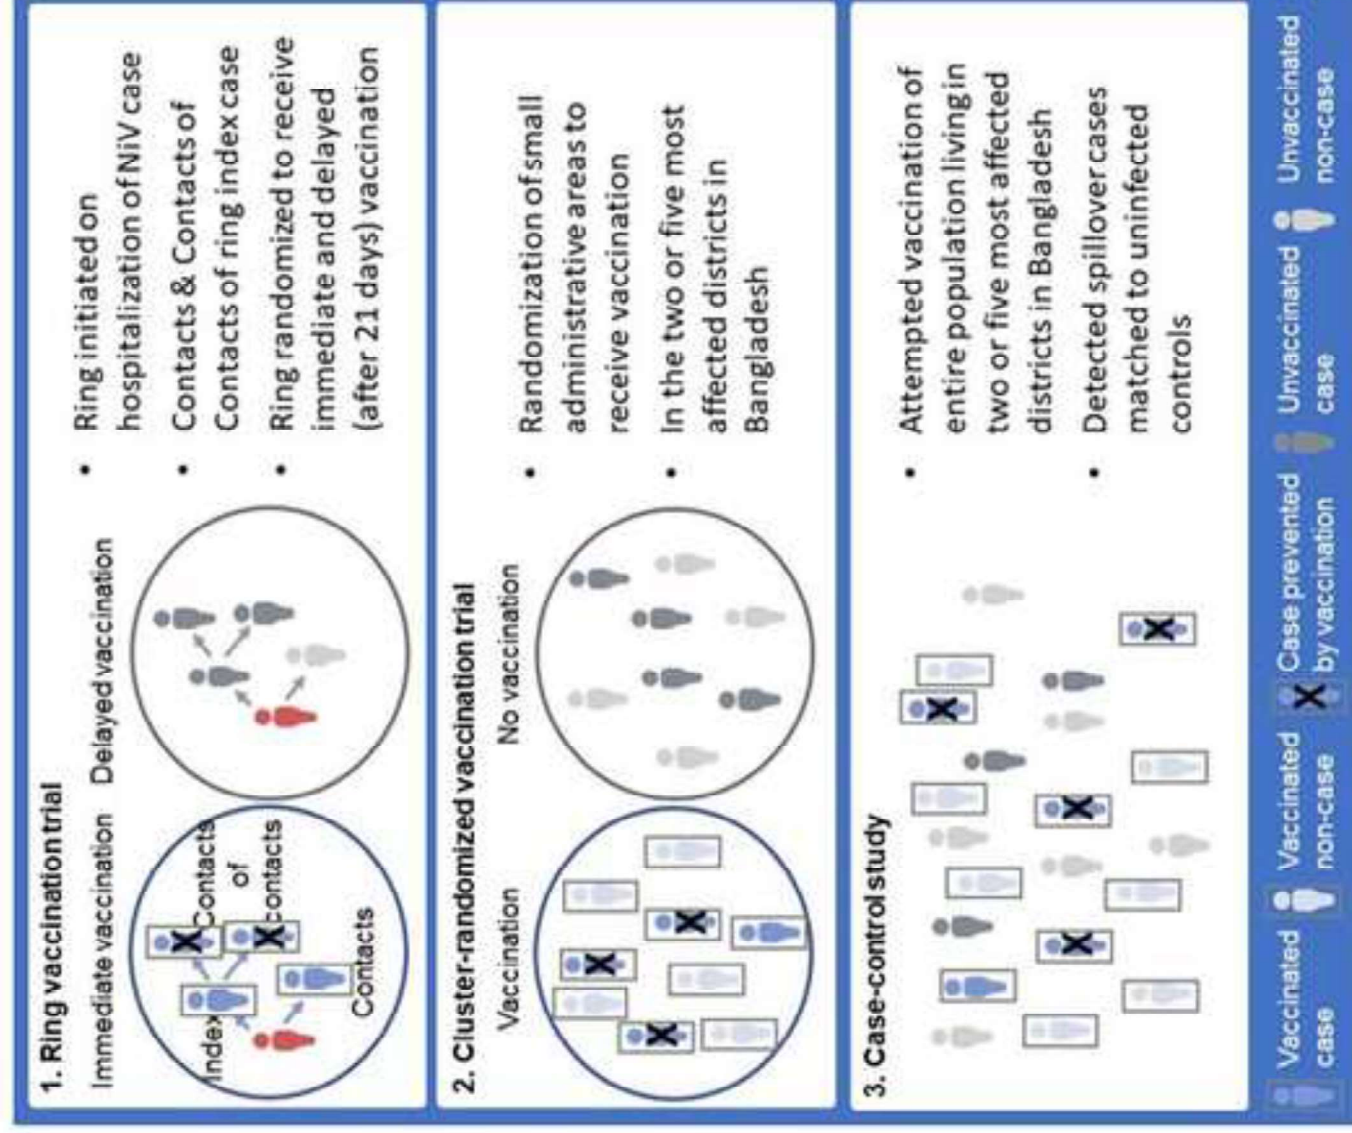 1. Ring vaccination trial
Immediate vaccination
Delayed vaccination
Index
Contacts
of
contacts
Contacts
• Ring initiated on
hospitalization of NiV case
• Contacts & Contacts of
Contacts of ring index case
• Ring randomized to receive
immediate and delayed
(after 21 days) vaccination
2. Cluster-randomized vaccination trial
Vaccination
No vaccination
• Randomization of small
administrative areas to
receive vaccination
• In the two or five most
affected districts in
Bangladesh
3. Case-control study
• Attempted vaccination of
entire population living in
two or five most affected
districts in Bangladesh
• Detected spillover cases
matched to uninfected
controls
Vaccinated
case
Vaccinated
non-case
Case prevented
by vaccination
Unvaccinated
case
Unvaccinated
non-case